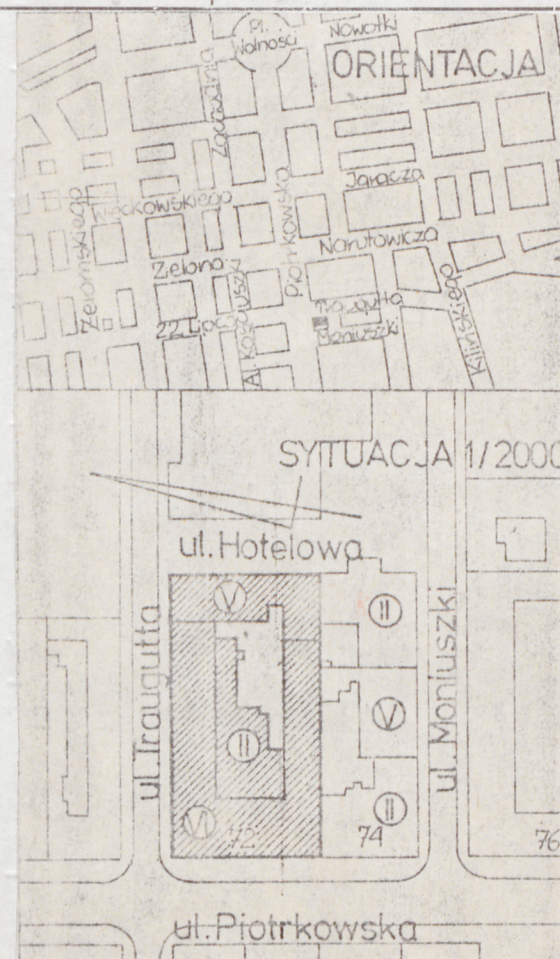 Pl.
Wolności
Nowotki
ORIENTACJA
Zachodnia
Jaracza
Więckowskiego
Żeromskiego
Piotrkowska
Narutowicza
Zielona
Al. Kościuszki
Traugutta
22 Lipca
Moniuszki
Kilińskiego
SYTUACJA 1/2000
ul. Hotelowa
V
II
ul. Traugutta
ul. Moniuszki
V
II
VI
II
72
74
76
ul. Piotrkowska